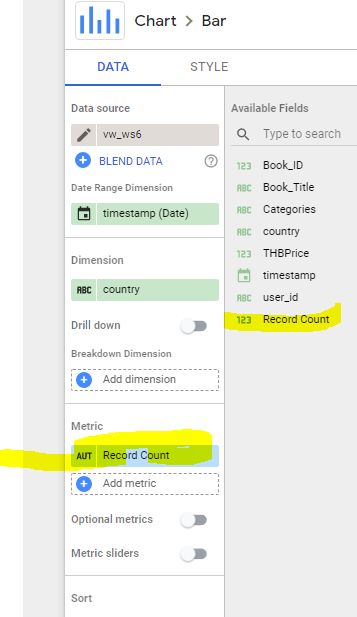 Chart > Bar
DATA
STYLE
Data source
vw_ws6
BLEND DATA
Date Range Dimension
timestamp (Date)
Dimension
ABC country
Drill down
Breakdown Dimension
Add dimension
Metric
AUT Record Count
Add metric
Optional metrics
Metric sliders
Sort
Available Fields
Type to search
123 Book_ID
ABC Book_Title
ABC Categories
ABC country
123 THBPrice
timestamp
ABC user_id
123 Record Count